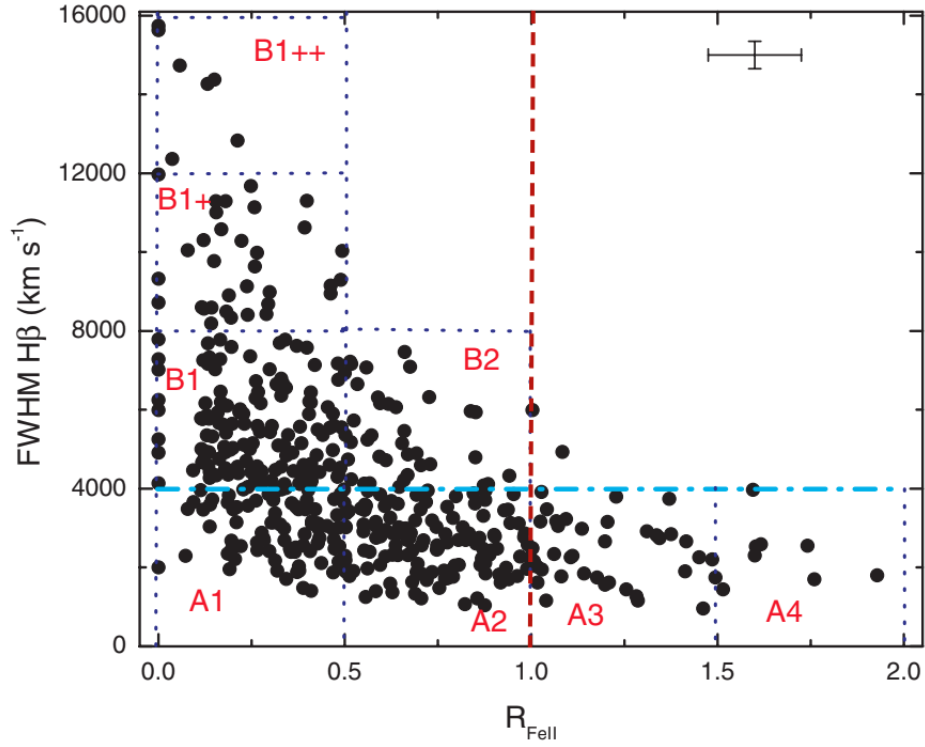 16000
B1++
12000
B1+
FWHM Hβ (km s⁻¹)
8000
B2
B1
4000
A1
A2
A3
A4
0
0.0
0.5
1.0
1.5
2.0
R_FeII